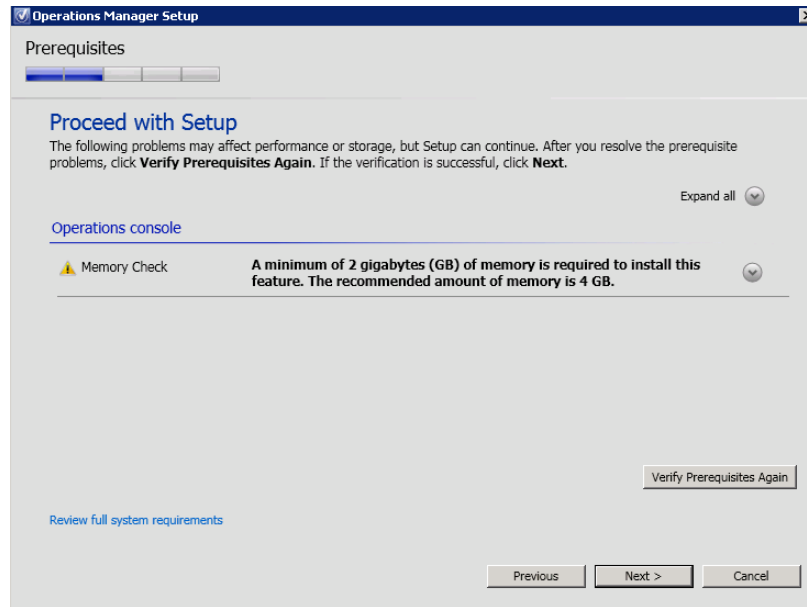 Operations Manager Setup
Prerequisites
Proceed with Setup
The following problems may affect performance or storage, but Setup can continue. After you resolve the prerequisite
problems, click Verify Prerequisites Again. If the verification is successful, click Next.
Expand all
Operations console
Memory Check
A minimum of 2 gigabytes (GB) of memory is required to install this
feature. The recommended amount of memory is 4 GB.
Verify Prerequisites Again
Review full system requirements
Previous
Next >
Cancel